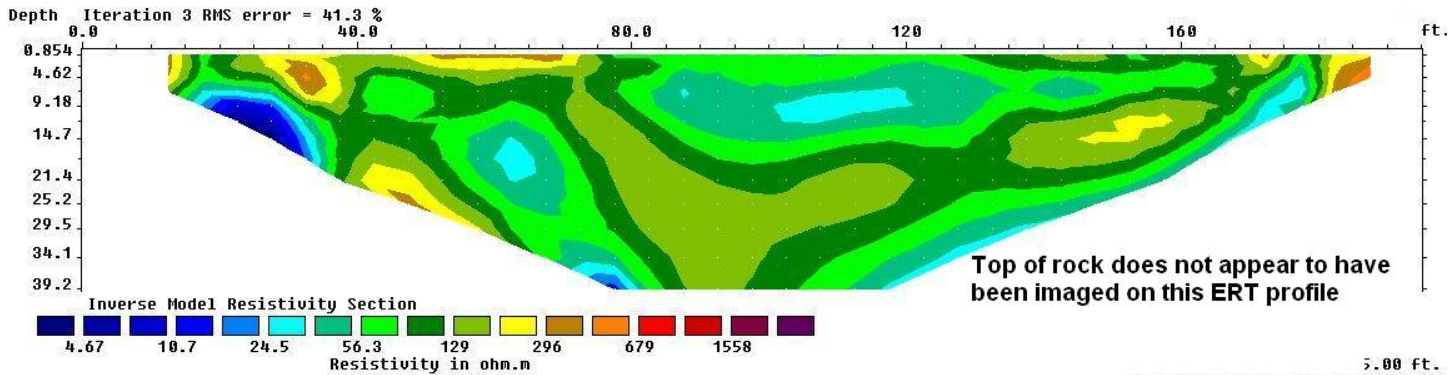 Depth Iteration 3 RMS error = 41.3 %
0.0 40.0 80.0 120 160 ft.
0.854
4.62
9.18
14.7
21.4
25.2
29.5
34.1
39.2
Top of rock does not appear to have
been imaged on this ERT profile
Inverse Model Resistivity Section
4.67 10.7 24.5 56.3 129 296 679 1558
Resistivity in ohm.m
5.00 ft.